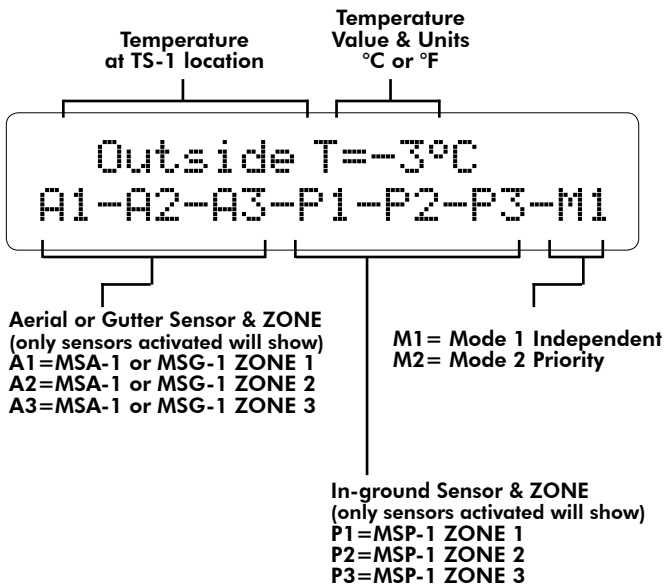 Temperature
at TS-1 location
Temperature
Value & Units
°C or °F
Outside T=-3°C
A1-A2-A3-P1-P2-P3-M1
Aerial or Gutter Sensor & ZONE
(only sensors activated will show)
A1=MSA-1 or MSG-1 ZONE 1
A2=MSA-1 or MSG-1 ZONE 2
A3=MSA-1 or MSG-1 ZONE 3
M1= Mode 1 Independent
M2= Mode 2 Priority
In-ground Sensor & ZONE
(only sensors activated will show)
P1=MSP-1 ZONE 1
P2=MSP-1 ZONE 2
P3=MSP-1 ZONE 3